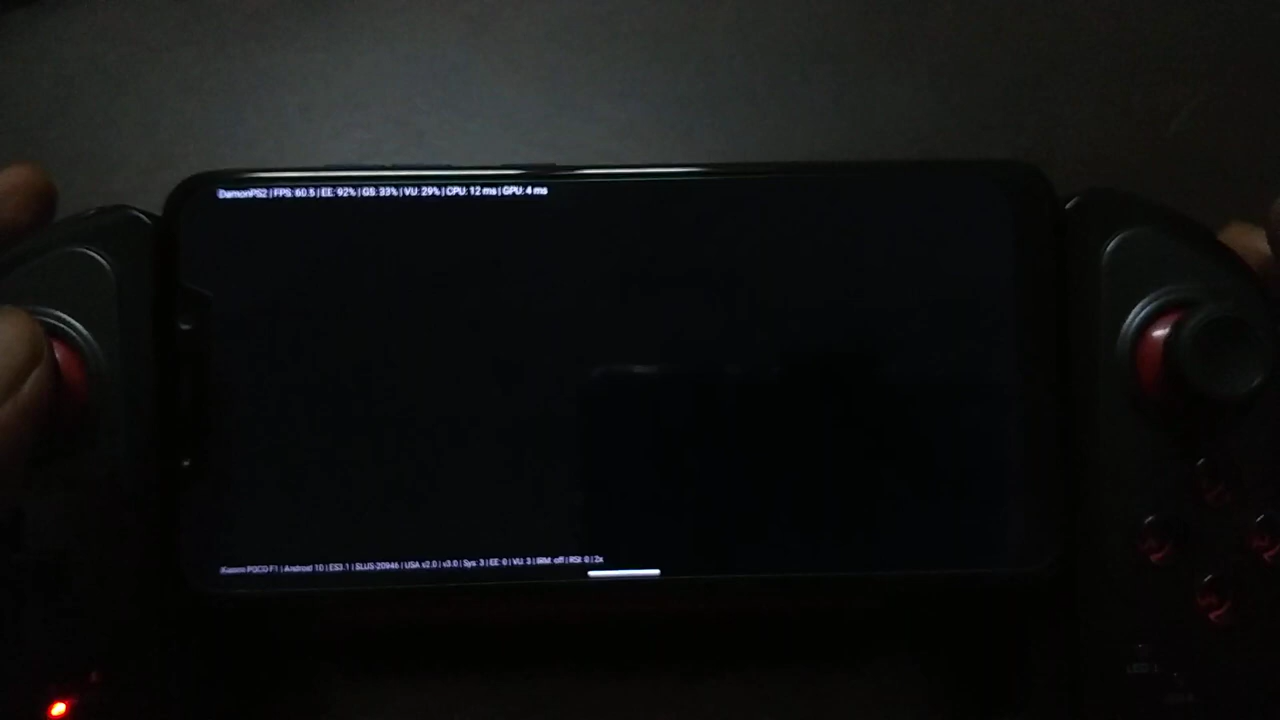 DamonPS2 | FPS: 60.5 | EE: 92% | GS: 33% | VU: 29% | CPU: 12 ms | GPU: 4 ms
Xiaomi POCO F1 | Android 10 | ES3.1 | SLUS-20946 | USA v2.0 | v3.0 | Sys: 3 | EE: 0 | VU: 3 | IRM: off | RSI: 0 | 2x